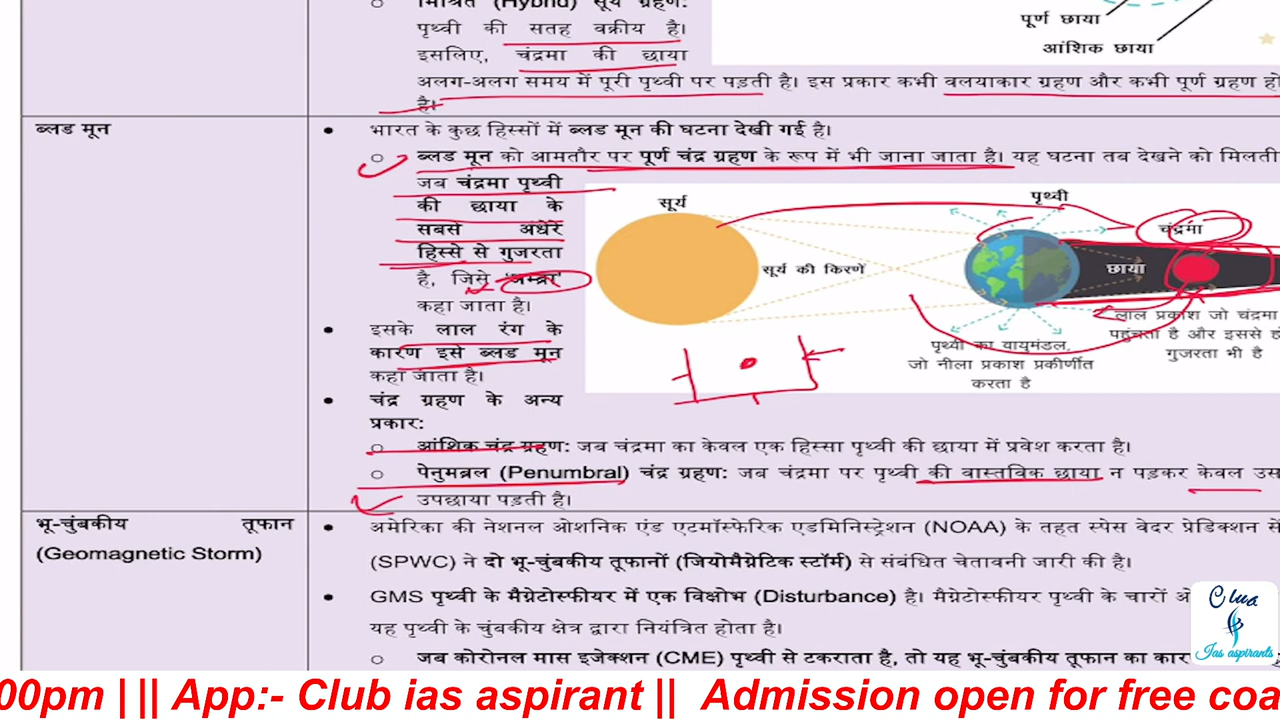 मिश्रित (Hybrid) सूर्य ग्रहण:
पृथ्वी की सतह वक्रीय है।
इसलिए, चंद्रमा की छाया
अलग-अलग समय में पूरी पृथ्वी पर पड़ती है। इस प्रकार कभी वलयाकार ग्रहण और कभी पूर्ण ग्रहण
है।
पूर्ण छाया
आंशिक छाया
ब्लड मून
भारत के कुछ हिस्सों में ब्लड मून की घटना देखी गई है।
ब्लड मून को आमतौर पर पूर्ण चंद्र ग्रहण के रूप में भी जाना जाता है। यह घटना तब देखने को मिलती
जब चंद्रमा पृथ्वी
की छाया के
सबसे अधेरे
हिस्से से गुजरता
है, जिसे 'अम्ब्रा'
कहा जाता है।
इसके लाल रंग के
कारण इसे ब्लड मून
कहा जाता है।
चंद्र ग्रहण के अन्य
प्रकार:
सूर्य
सूर्य की किरणें
पृथ्वी
चंद्रमा
छाया
पृथ्वी का वायुमंडल,
जो नीला प्रकाश प्रकीर्णीत
करता है
लाल प्रकाश जो चंद्रमा
पहुंचता है और इससे
गुजरता भी है
आंशिक चंद्र ग्रहण: जब चंद्रमा का केवल एक हिस्सा पृथ्वी की छाया में प्रवेश करता है।
पेनुमब्रल (Penumbral) चंद्र ग्रहण: जब चंद्रमा पर पृथ्वी की वास्तविक छाया न पड़कर केवल
उपछाया पड़ती है।
भू-चुंबकीय तूफान
(Geomagnetic Storm)
अमेरिका की नेशनल ओशनिक एंड एटमॉस्फेरिक एडमिनिस्ट्रेशन (NOAA) के तहत स्पेस वेदर प्रेडिक्शन
(SPWC) ने दो भू-चुंबकीय तूफानों (जियोमैग्नेटिक स्टॉर्म) से संबंधित चेतावनी जारी की है।
GMS पृथ्वी के मैग्नेटोस्फीयर में एक विक्षोभ (Disturbance) है। मैग्नेटोस्फीयर पृथ्वी के चारों
यह पृथ्वी के चुंबकीय क्षेत्र द्वारा नियंत्रित होता है।
जब कोरोनल मास इजेक्शन (CME) पृथ्वी से टकराता है, तो यह भू-चुंबकीय तूफान का
Ias aspirants
00pm | || App:- Club ias aspirant || Admission open for free coa